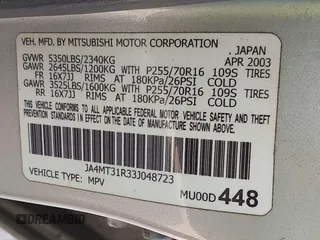 VEH. MFD. BY MITSUBISHI MOTOR CORPORATION
JAPAN
GVWR 5350LBS/2340KG APR 2003
GAWR 2645LBS/1200KG WITH P255/70R16 109S TIRES
FR 16X7JJ RIMS AT 180KPA/26PSI COLD
GAWR 3525LBS/1600KG WITH P255/70R16 109S TIRES
RR 16X7JJ RIMS AT 180KPA/26PSI COLD
THIS VEHICLE CONFORMS TO ALL APPLICABLE FEDERAL
MOTOR VEHICLE SAFETY STANDARDS IN EFFECT ON
THE DATE OF MANUFACTURE SHOWN ABOVE.
JA4MT31R33J048723
VEHICLE TYPE: MPV
MU00D 448
DREAMBID